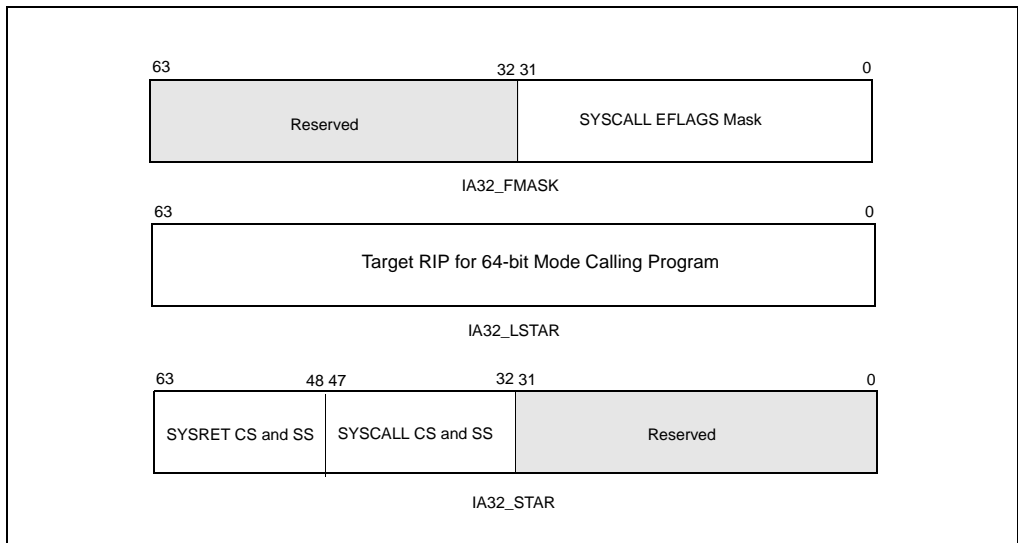 63 32 31 0
Reserved SYSCALL EFLAGS Mask
IA32_FMASK
63 0
Target RIP for 64-bit Mode Calling Program
IA32_LSTAR
63 48 47 32 31 0
SYSRET CS and SS SYSCALL CS and SS Reserved
IA32_STAR